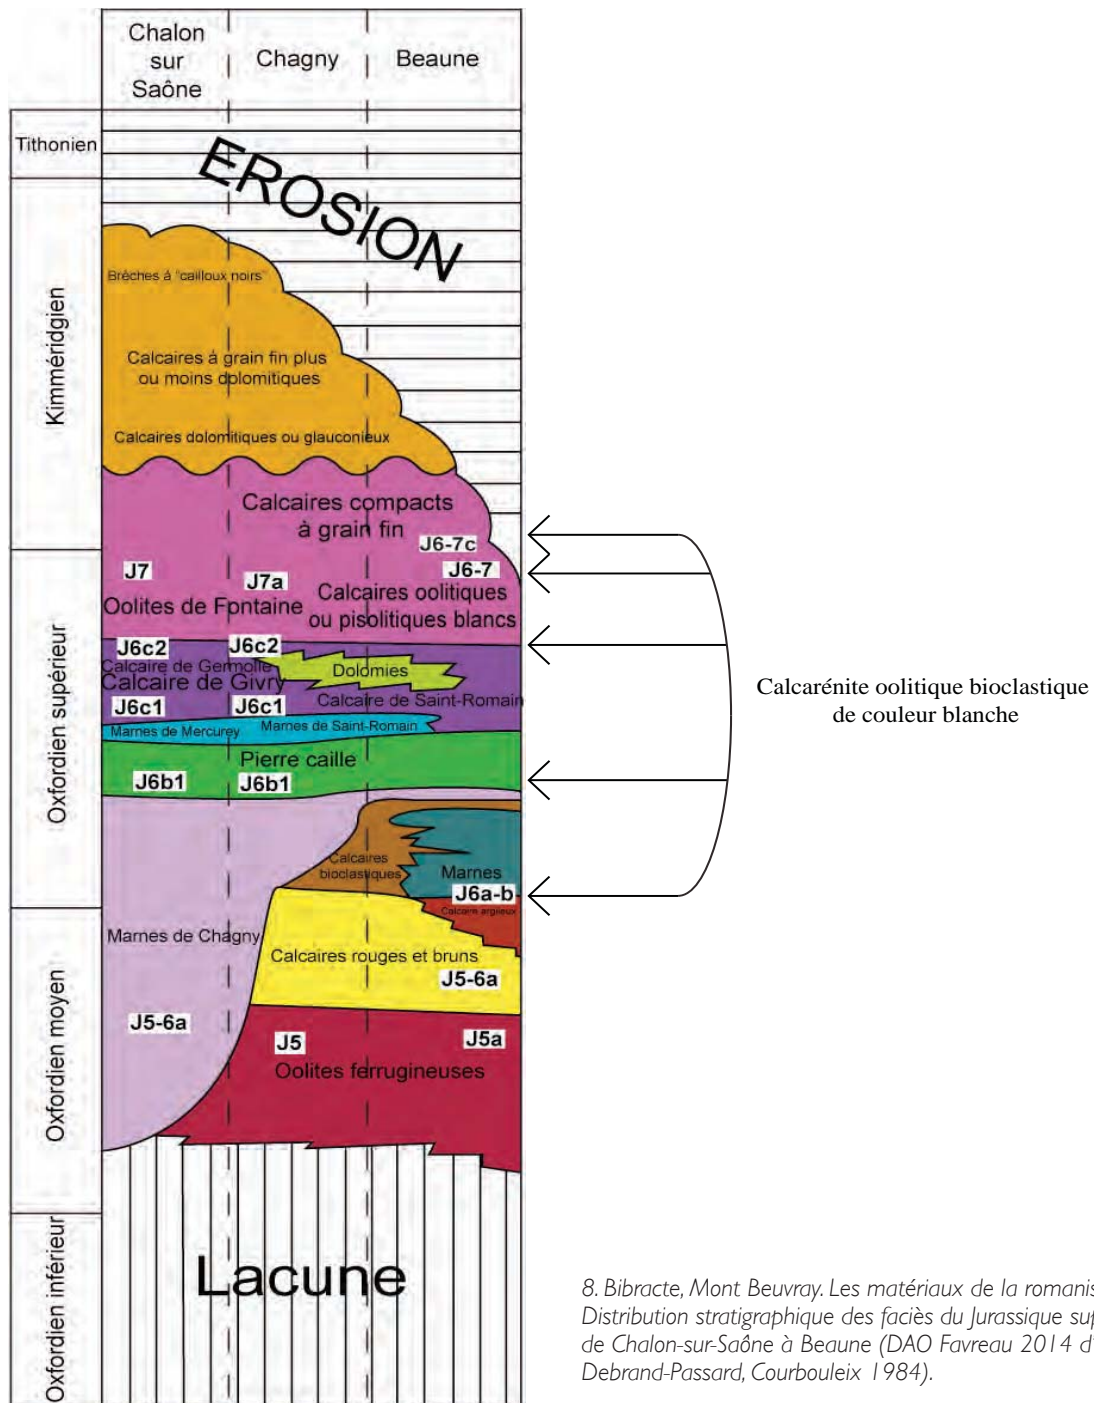 Chalon
sur
Saône
Chagny
Beaune
Tithonien
EROSION
Kimméridgien
Brèches à "cailloux noirs"
Calcaires à grain fin plus
ou moins dolomitiques
Calcaires dolomitiques ou glauconieux
Calcaires compacts
à grain fin
J6-7c
J6-7
J7
J7a
Oolites de Fontaine
Calcaires oolitiques
ou pisolitiques blancs
Oxfordien supérieur
J6c2
J6c2
Calcaire de Germolle
Calcaire de Givry
Dolomies
Calcaire de Saint-Romain
J6c1
J6c1
Marnes de Mercurey
Marnes de Saint-Romain
Pierre caille
J6b1
J6b1
Calcarénite oolitique bioclastique
de couleur blanche
Calcaires
bioclastiques
Marnes
J6a-b
Calcaire argileux
Oxfordien moyen
Marnes de Chagny
Calcaires rouges et bruns
J5-6a
J5-6a
J5
J5a
Oolites ferrugineuses
Oxfordien inférieur
Lacune
8. Bibracte, Mont Beuvray. Les matériaux de la romanis
Distribution stratigraphique des faciès du Jurassique sup
de Chalon-sur-Saône à Beaune (DAO Favreau 2014 d'
Debrand-Passard, Courbouleix 1984).